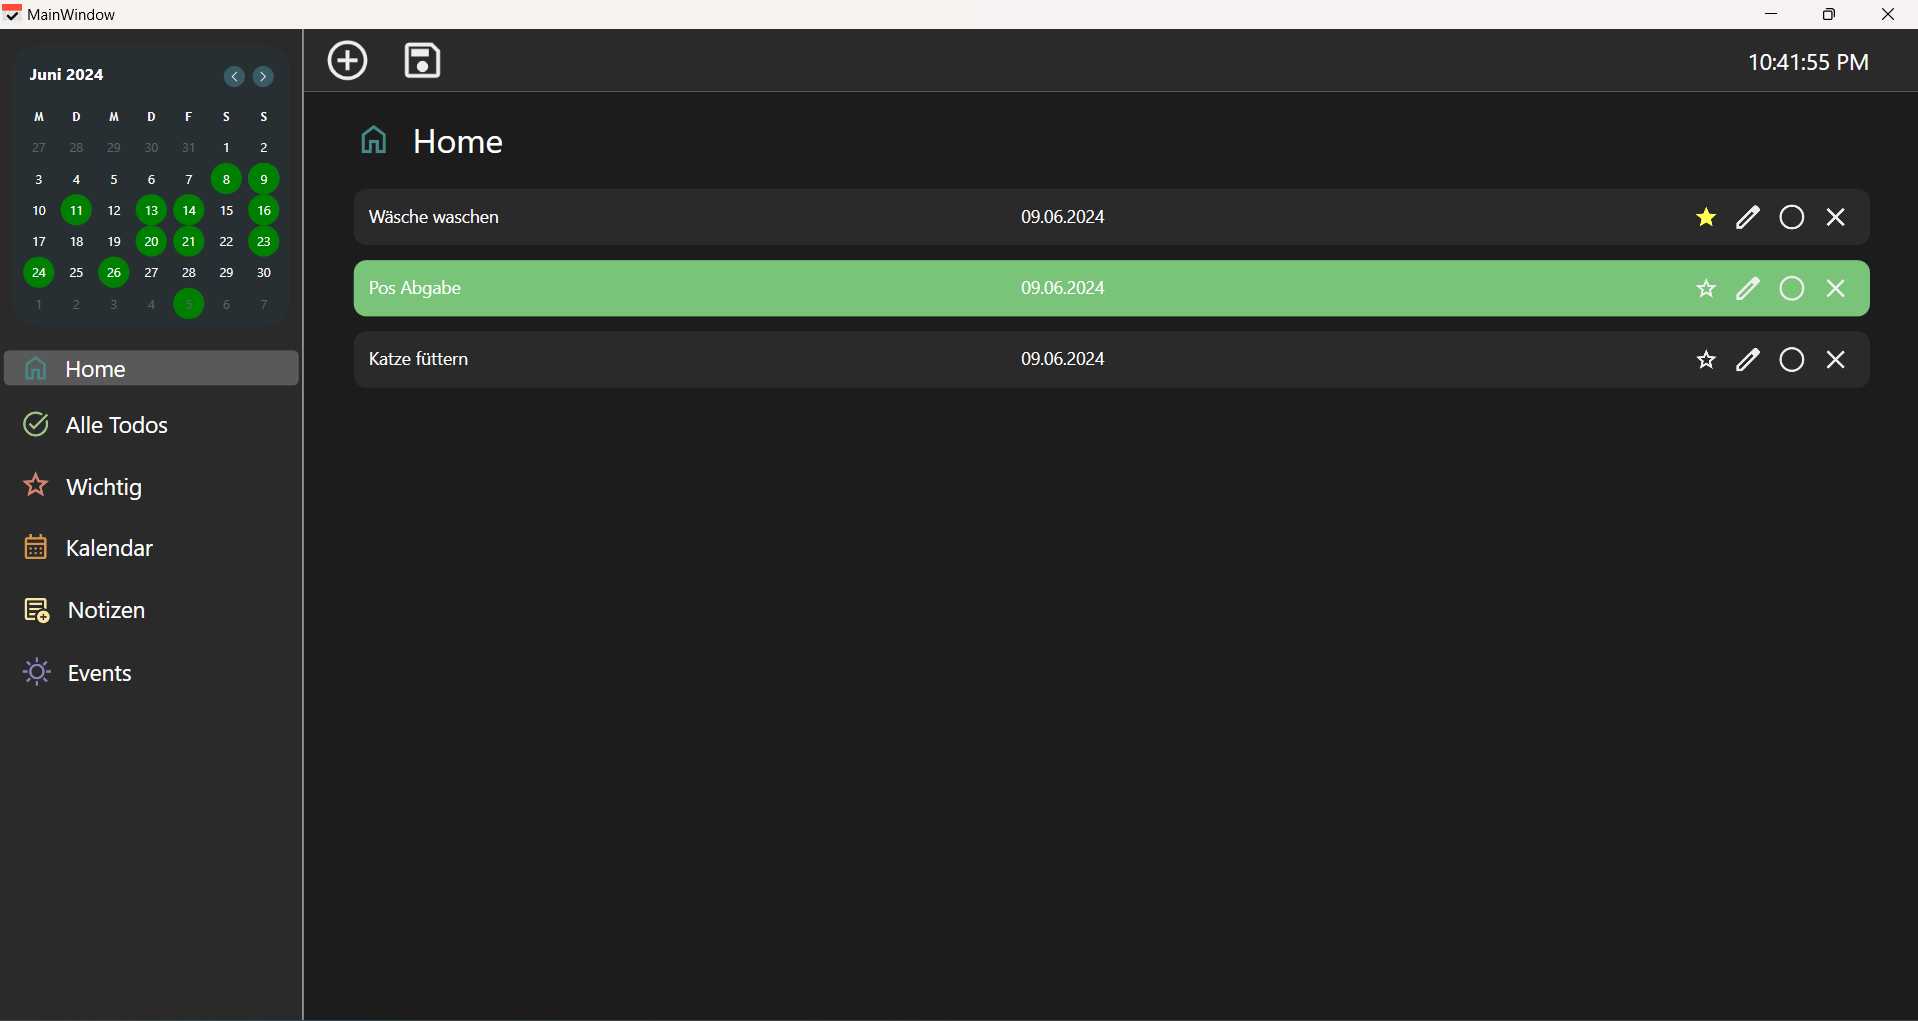 MainWindow
Juni 2024
M D M D F S S
27 28 29 30 31 1 2
3 4 5 6 7 8 9
10 11 12 13 14 15 16
17 18 19 20 21 22 23
24 25 26 27 28 29 30
1 2 3 4 5 6 7
Home
Alle Todos
Wichtig
Kalendar
Notizen
Events
10:41:55 PM
Home
Wäsche waschen 09.06.2024
Pos Abgabe 09.06.2024
Katze füttern 09.06.2024